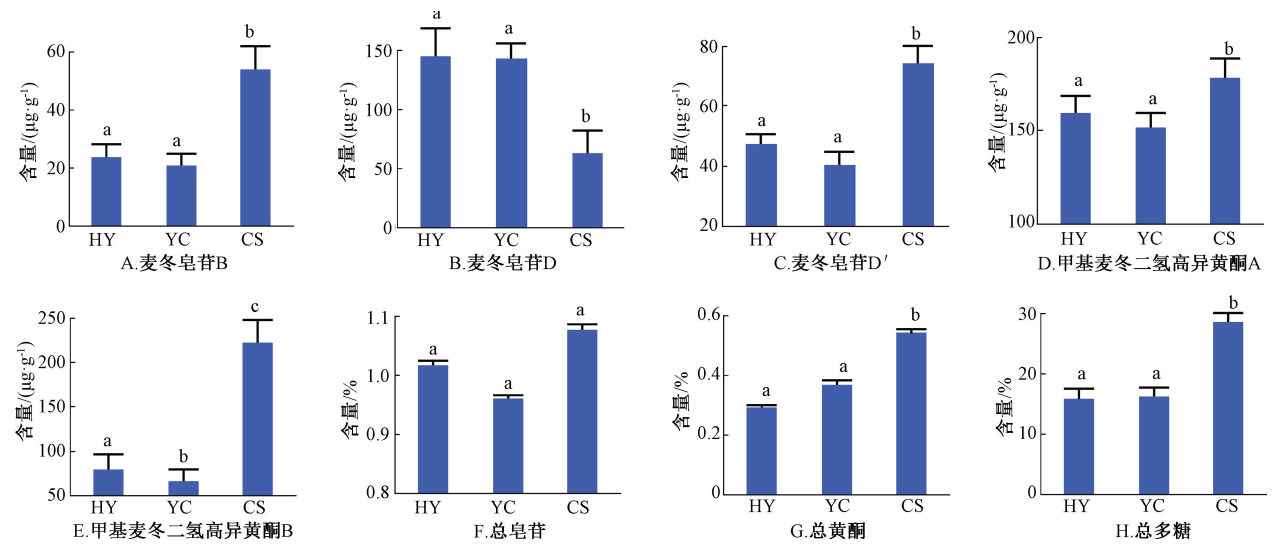 含量/(μg·g⁻¹)
60
40
20
0
a
a
b
HY YC CS
A.麦冬皂苷B
含量/(μg·g⁻¹)
150
100
50
0
a
a
b
HY YC CS
B.麦冬皂苷D
含量/(μg·g⁻¹)
80
60
40
20
a
a
b
HY YC CS
C.麦冬皂苷D′
含量/(μg·g⁻¹)
200
150
100
a
a
b
HY YC CS
D.甲基麦冬二氢高异黄酮A
含量/(μg·g⁻¹)
250
200
150
100
50
a
b
c
HY YC CS
E.甲基麦冬二氢高异黄酮B
含量/%
1.1
1.0
0.9
0.8
a
a
a
HY YC CS
F.总皂苷
含量/%
0.6
0.4
0.2
0
a
a
b
HY YC CS
G.总黄酮
含量/%
30
20
10
0
a
a
b
HY YC CS
H.总多糖